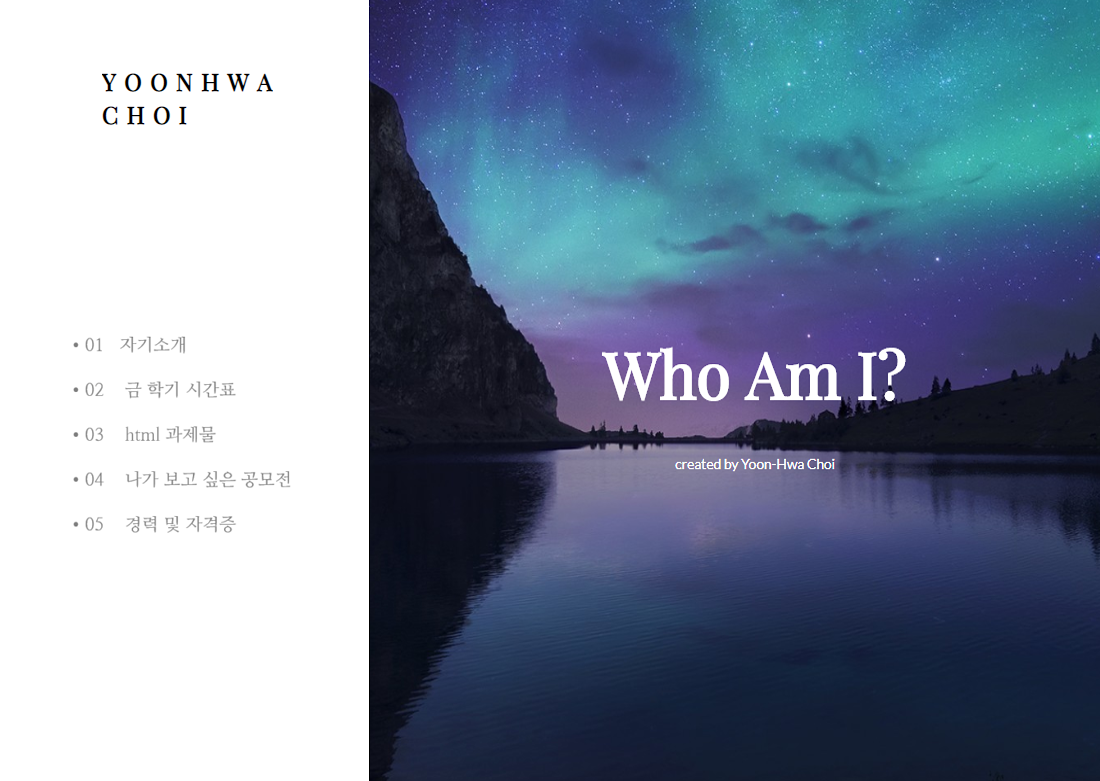 YOONHWA
CHOI
• 01 자기소개
• 02 금 학기 시간표
• 03 html 과제물
• 04 나가 보고 싶은 공모전
• 05 경력 및 자격증
Who Am I?
created by Yoon-Hwa Choi